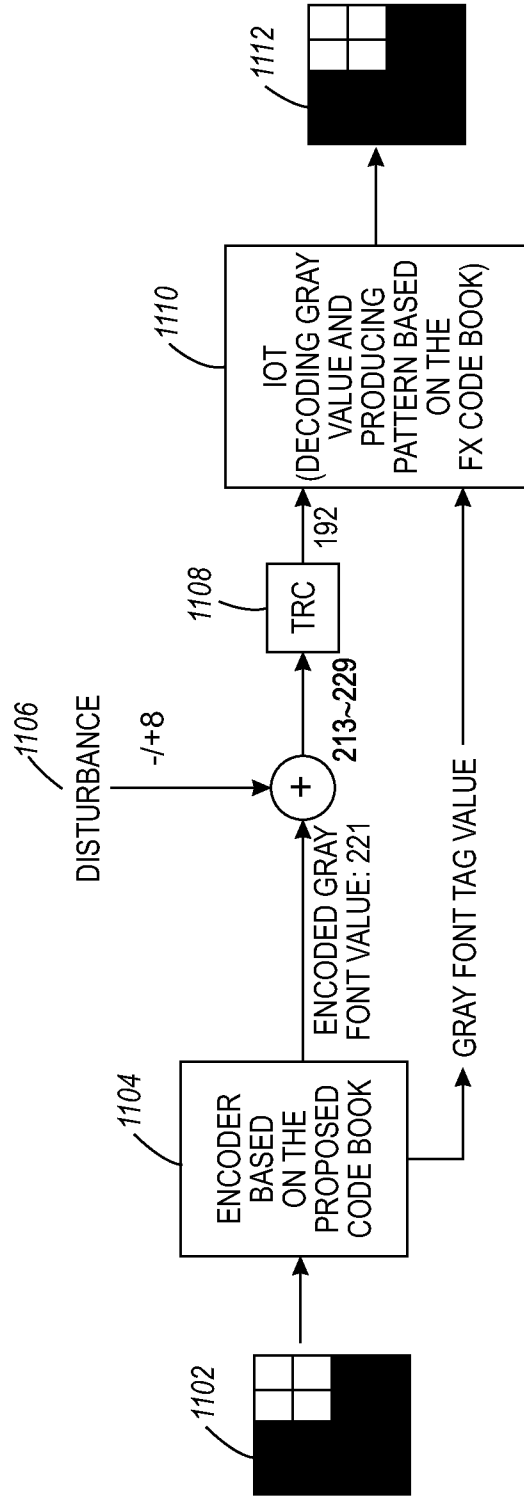 1102
1104
ENCODER
BASED
ON THE
PROPOSED
CODE BOOK
ENCODED GRAY
FONT VALUE: 221
1106
DISTURBANCE
-/+8
+
213~229
1108
TRC
192
GRAY FONT TAG VALUE
1110
IOT
(DECODING GRAY
VALUE AND
PRODUCING
PATTERN BASED
ON THE
FX CODE BOOK)
1112